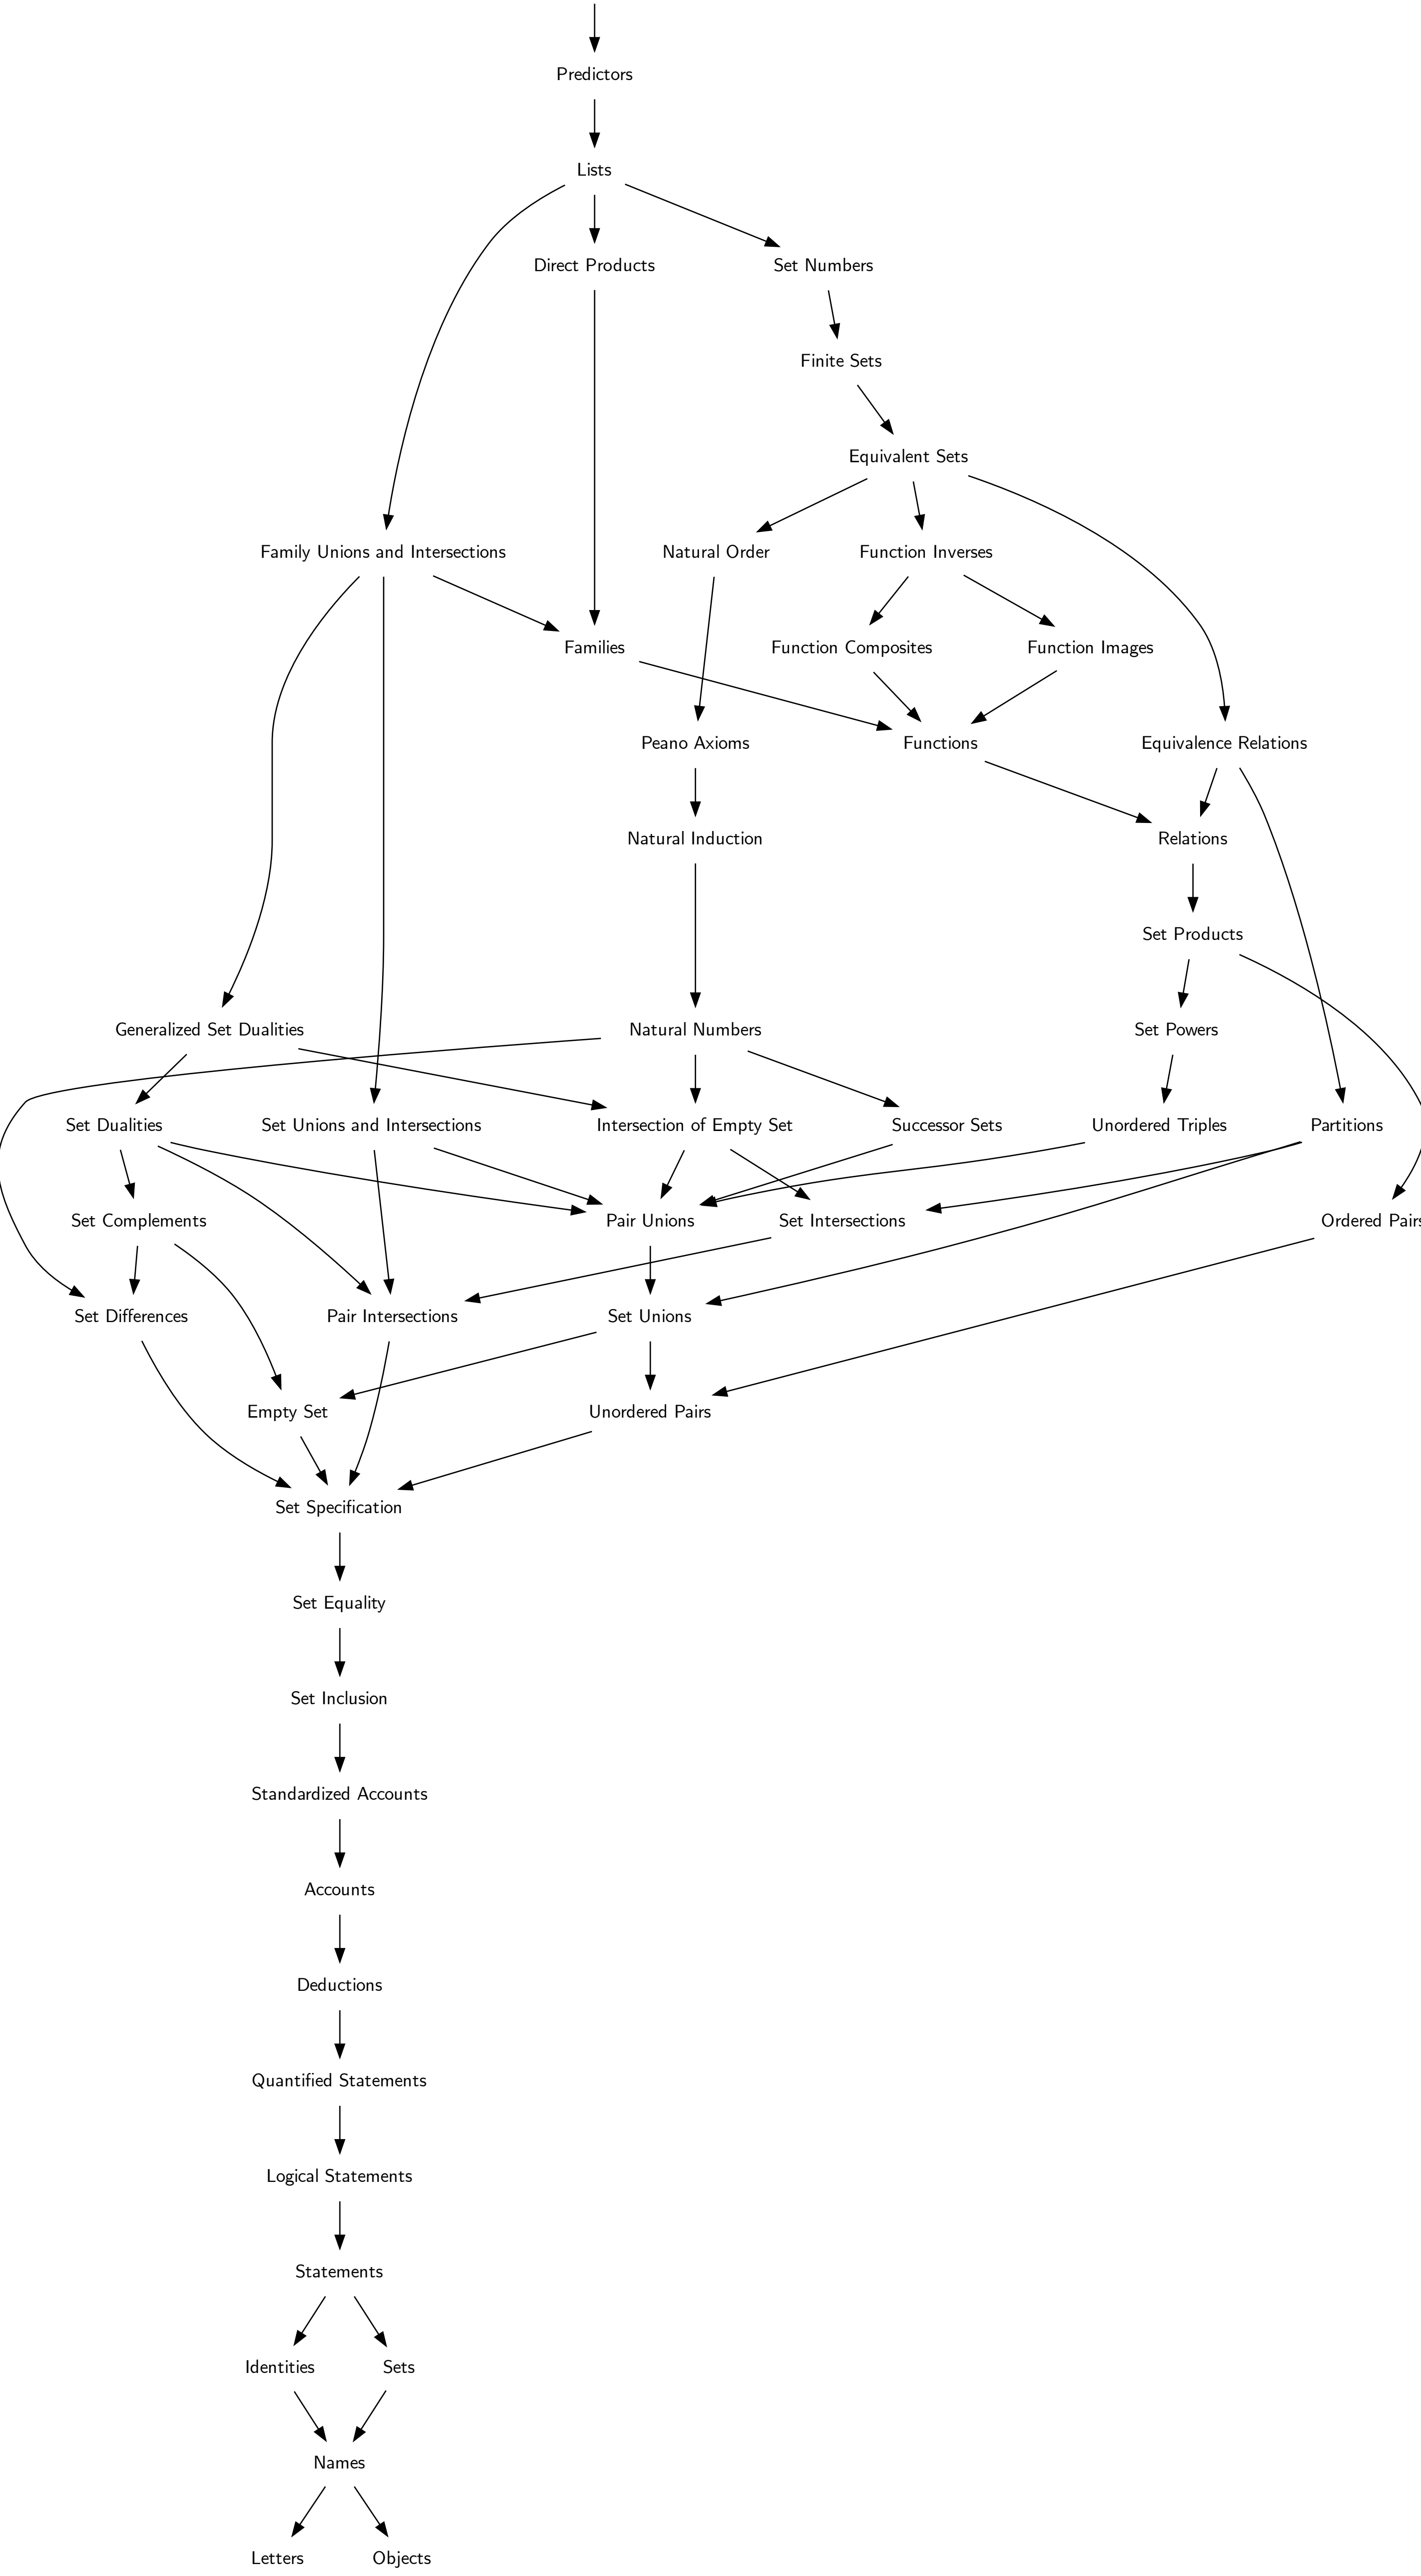 Predictors
Lists
Direct Products
Set Numbers
Finite Sets
Equivalent Sets
Family Unions and Intersections
Natural Order
Function Inverses
Families
Function Composites
Function Images
Peano Axioms
Functions
Equivalence Relations
Natural Induction
Relations
Set Products
Generalized Set Dualities
Natural Numbers
Set Powers
Set Dualities
Set Unions and Intersections
Intersection of Empty Set
Successor Sets
Unordered Triples
Partitions
Set Complements
Pair Unions
Set Intersections
Ordered Pairs
Set Differences
Pair Intersections
Set Unions
Empty Set
Unordered Pairs
Set Specification
Set Equality
Set Inclusion
Standardized Accounts
Accounts
Deductions
Quantified Statements
Logical Statements
Statements
Identities
Sets
Names
Letters
Objects